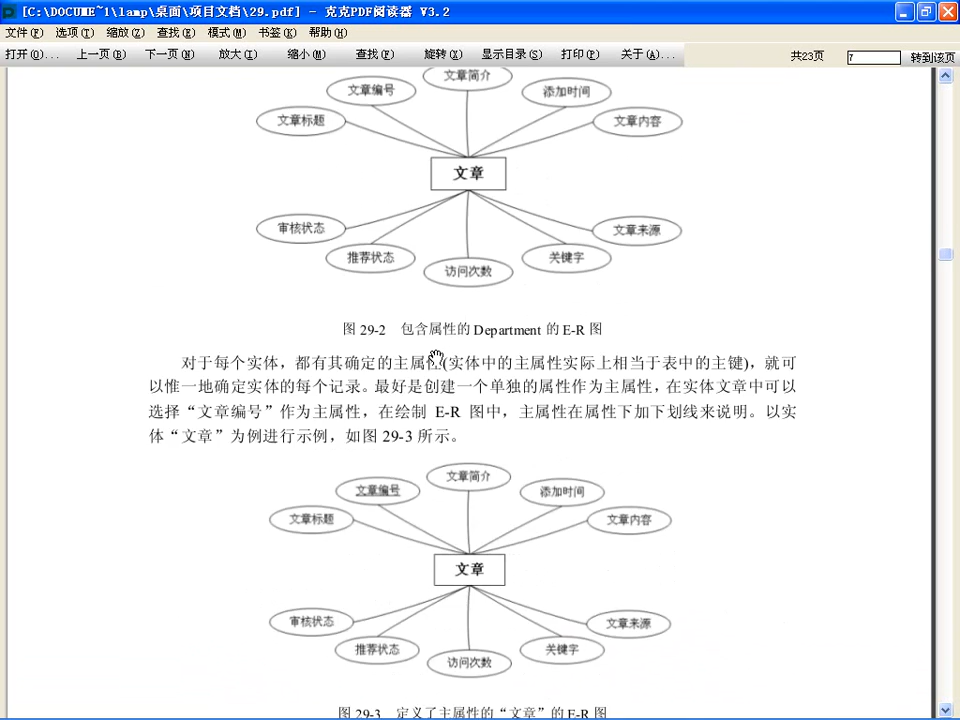 [C:\DOCUME~1\lamp\桌面\项目文档\29.pdf] - 克克PDF阅读器 V3.2
文件(F) 选项(T) 缩放(Z) 查找(E) 模式(M) 书签(K) 帮助(H)
打开(O)... 上一页(B) 下一页(N) 放大(I) 缩小(M) 查找(F) 旋转(X) 显示目录(S) 打印(P) 关于(A)... 共23页 7 转到该页
文章简介
文章编号 添加时间
文章标题 文章内容
文章
审核状态 文章来源
推荐状态 关键字
访问次数
图 29-2 包含属性的 Department 的 E-R 图
对于每个实体，都有其确定的主属性(实体中的主属性实际上相当于表中的主键)，就可
以惟一地确定实体的每个记录。最好是创建一个单独的属性作为主属性，在实体文章中可以
选择“文章编号”作为主属性，在绘制 E-R 图中，主属性在属性下加下划线来说明。以实
体“文章”为例进行示例，如图 29-3 所示。
文章简介
文章编号 添加时间
文章标题 文章内容
文章
审核状态 文章来源
推荐状态 关键字
访问次数
图 29-3 定义了主属性的“文章”的 E-R 图